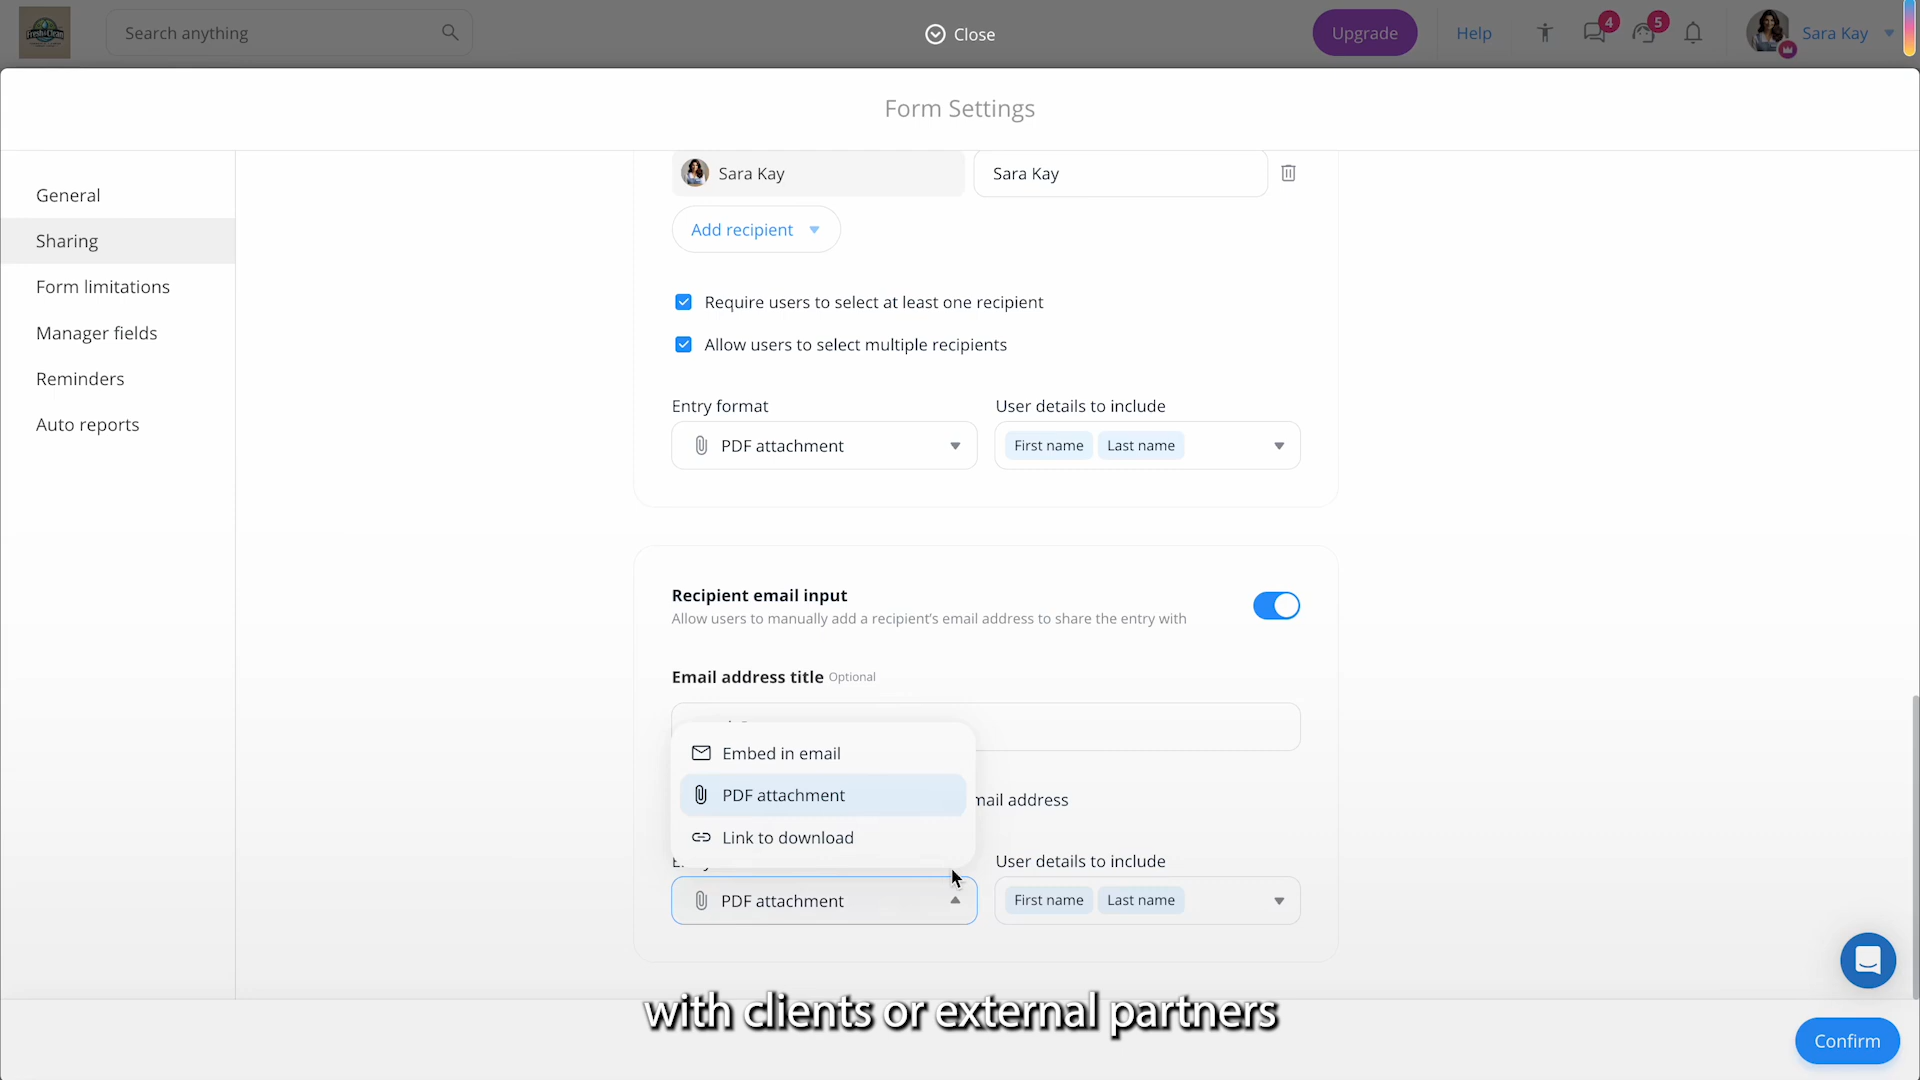 Fresh & Clean
Search anything
Close
Upgrade
Help
4
5
Sara Kay
Form Settings
General
Sharing
Form limitations
Manager fields
Reminders
Auto reports
Sara Kay
Sara Kay
Add recipient
Require users to select at least one recipient
Allow users to select multiple recipients
Entry format
User details to include
PDF attachment
First name
Last name
Recipient email input
Allow users to manually add a recipient's email address to share the entry with
Email address title Optional
Embed in email
PDF attachment
mail address
Link to download
User details to include
PDF attachment
First name
Last name
with clients or external partners
Confirm